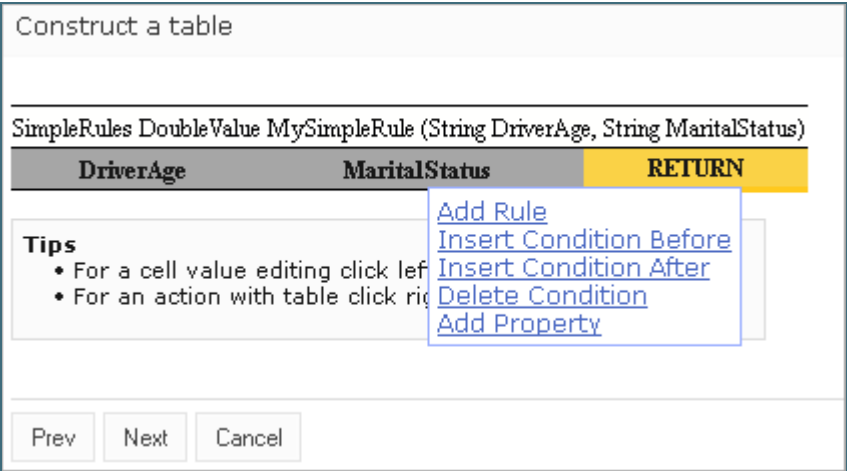 Construct a table
SimpleRules DoubleValue MySimpleRule (String DriverAge, String MaritalStatus)
DriverAge MaritalStatus RETURN
Add Rule
Insert Condition Before
Insert Condition After
Delete Condition
Add Property
Tips
• For a cell value editing click lef
• For an action with table click rig
Prev Next Cancel